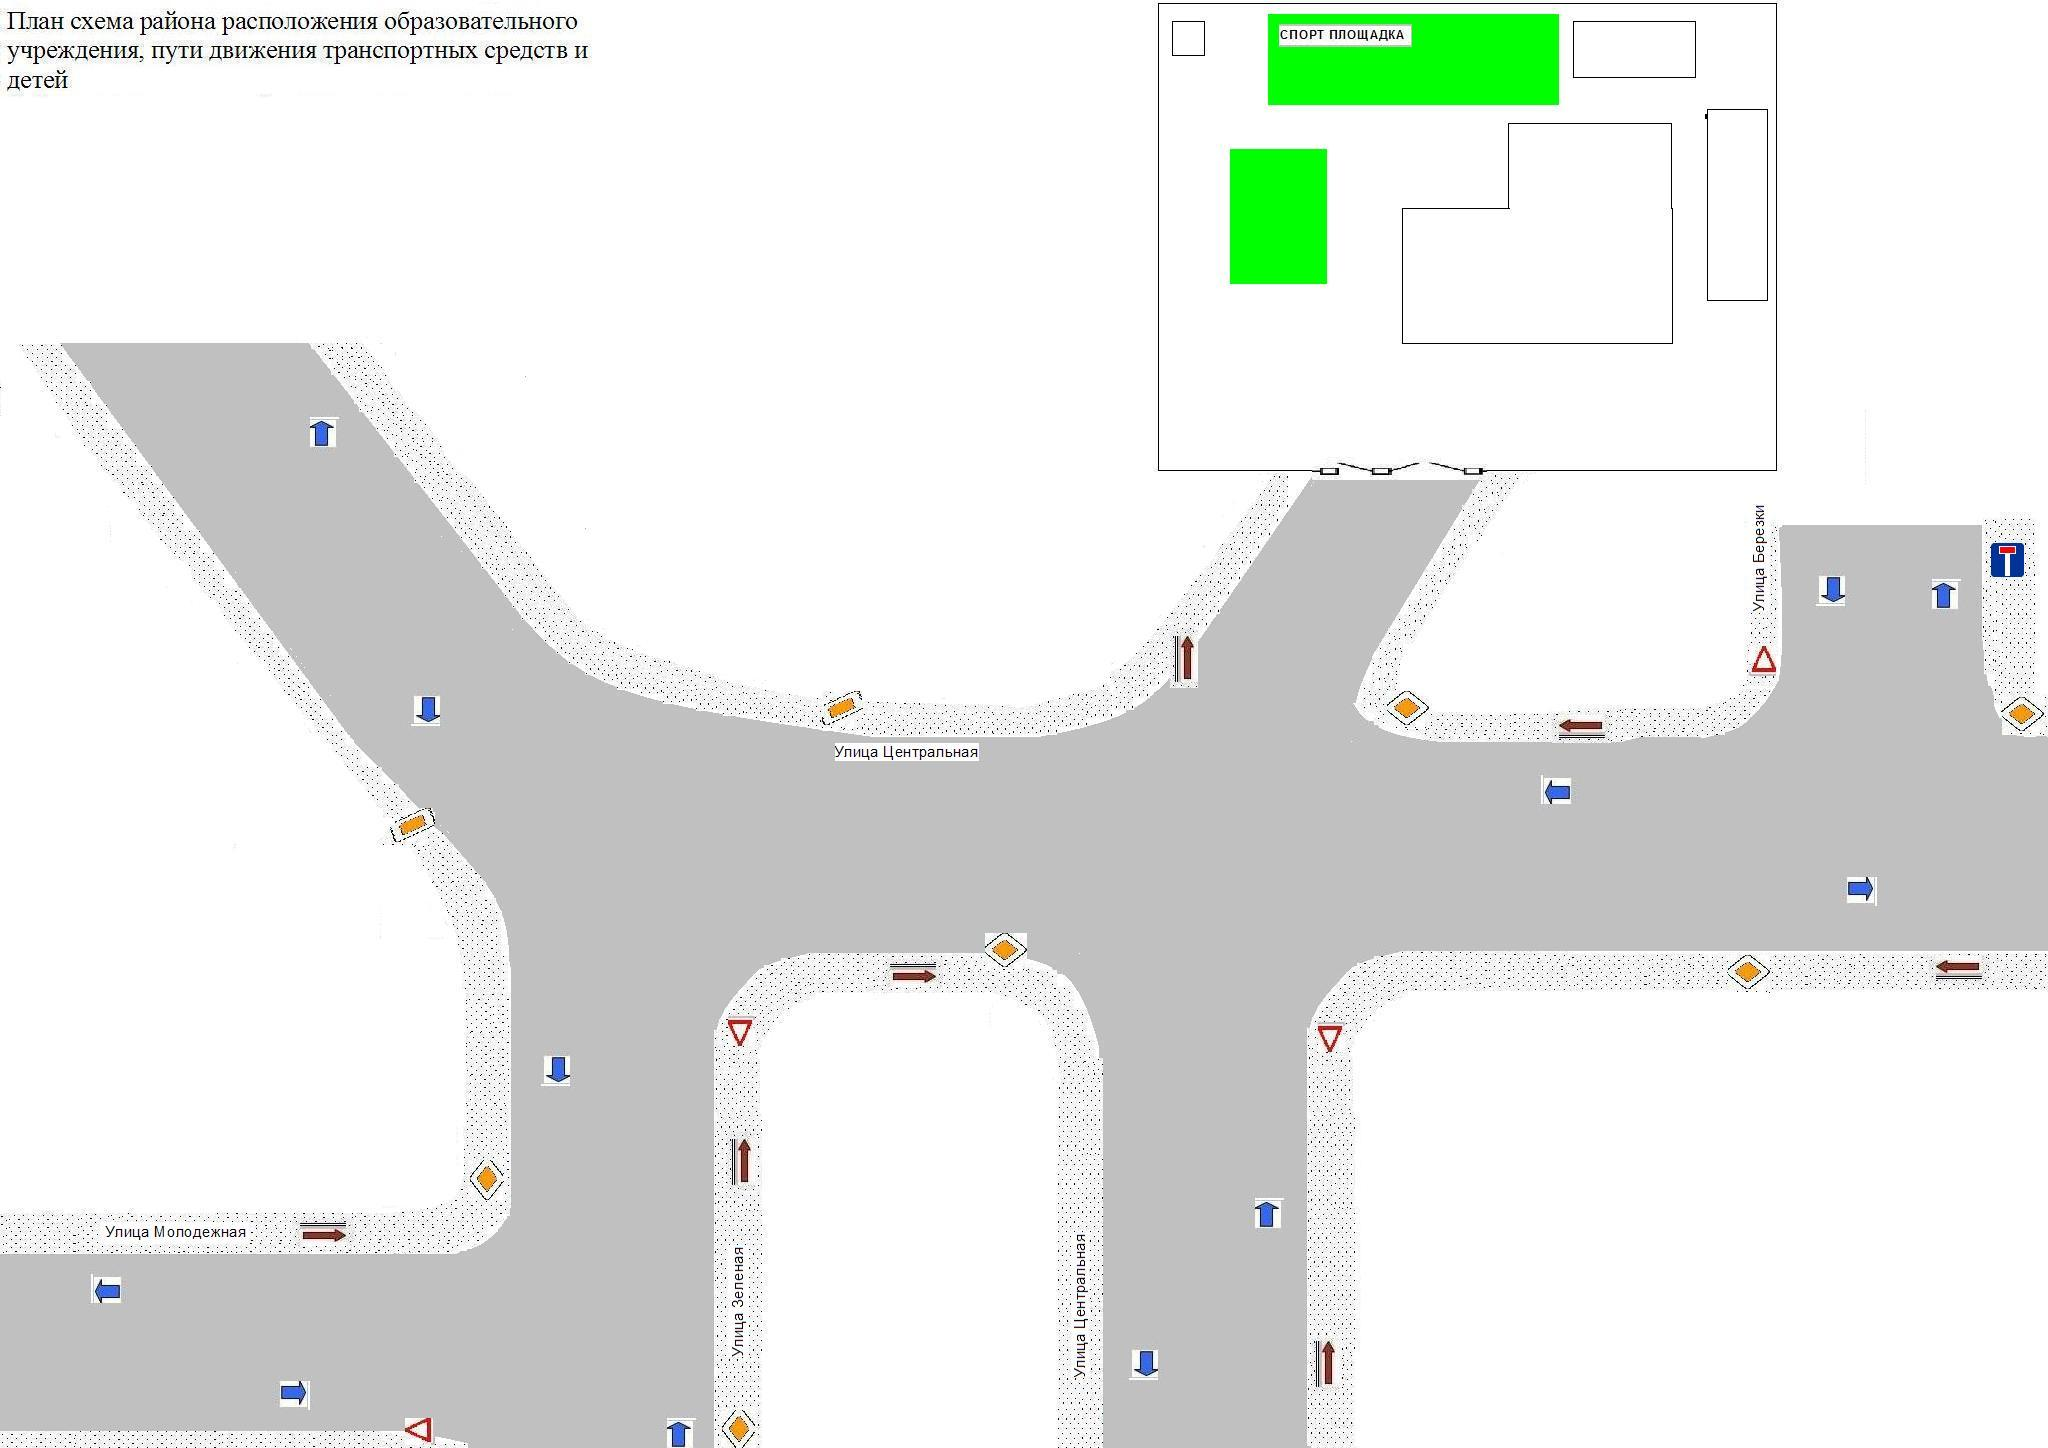 План схема района расположения образовательного
учреждения, пути движения транспортных средств и
детей
СПОРТ ПЛОЩАДКА
Улица Березки
Улица Центральная
Улица Молодежная
Улица Зеленая
Улица Центральная